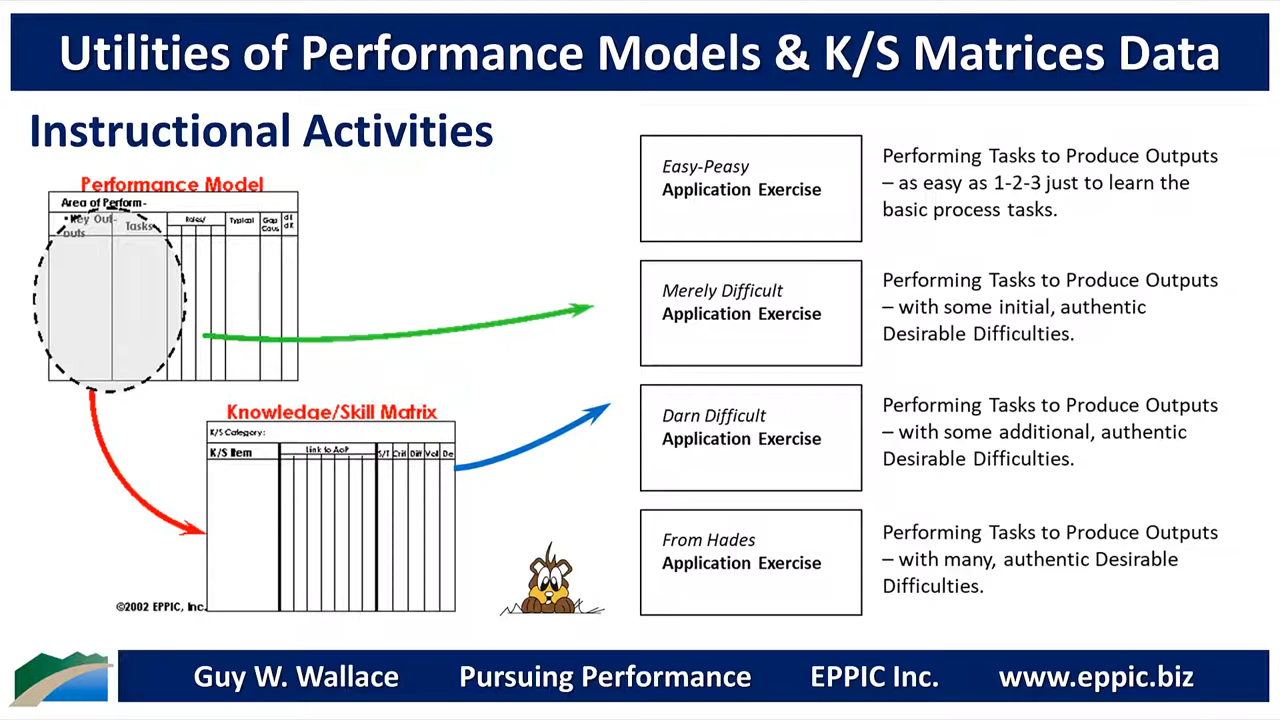 Utilities of Performance Models & K/S Matrices Data
Instructional Activities
Performance Model
Area of Perform-
• Key Out-
puts
Tasks
Roles/
Typical
Gap
Caus
Knowledge/Skill Matrix
K/S Category:
K/S Item
Link to AoP
S/T Crit Diff Vol De
©2002 EPPIC, Inc.
Easy-Peasy
Application Exercise
Performing Tasks to Produce Outputs
– as easy as 1-2-3 just to learn the
basic process tasks.
Merely Difficult
Application Exercise
Performing Tasks to Produce Outputs
– with some initial, authentic
Desirable Difficulties.
Darn Difficult
Application Exercise
Performing Tasks to Produce Outputs
– with some additional, authentic
Desirable Difficulties.
From Hades
Application Exercise
Performing Tasks to Produce Outputs
– with many, authentic Desirable
Difficulties.
Guy W. Wallace Pursuing Performance EPPIC Inc. www.eppic.biz